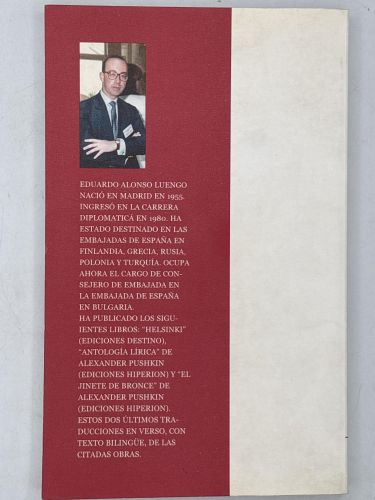 EDUARDO ALONSO LUENGO
NACIÓ EN MADRID EN 1955.
INGRESÓ EN LA CARRERA
DIPLOMATICÁ EN 1980. HA
ESTADO DESTINADO EN LAS
EMBAJADAS DE ESPAÑA EN
FINLANDIA, GRECIA, RUSIA,
POLONIA Y TURQUÍA. OCUPA
AHORA EL CARGO DE CON-
SEJERO DE EMBAJADA EN
LA EMBAJADA DE ESPAÑA
EN BULGARIA.
HA PUBLICADO LOS SIGU-
IENTES LIBROS: "HELSINKI"
(EDICIONES DESTINO),
"ANTOLOGÍA LÍRICA" DE
ALEXANDER PUSHKIN
(EDICIONES HIPERION) Y "EL
JINETE DE BRONCE" DE
ALEXANDER PUSHKIN
(EDICIONES HIPERION).
ESTOS DOS ÚLTIMOS TRA-
DUCCIONES EN VERSO, CON
TEXTO BILINGÜE, DE LAS
CITADAS OBRAS.